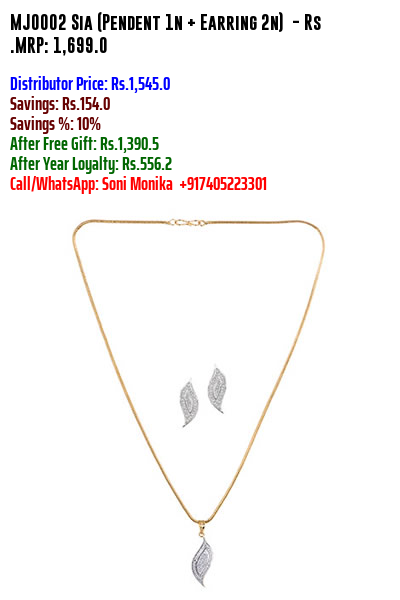 MJ0002 Sia (Pendent 1n + Earring 2n) - Rs
.MRP: 1,699.0
Distributor Price: Rs.1,545.0
Savings: Rs.154.0
Savings %: 10%
After Free Gift: Rs.1,390.5
After Year Loyalty: Rs.556.2
Call/WhatsApp: Soni Monika +917405223301